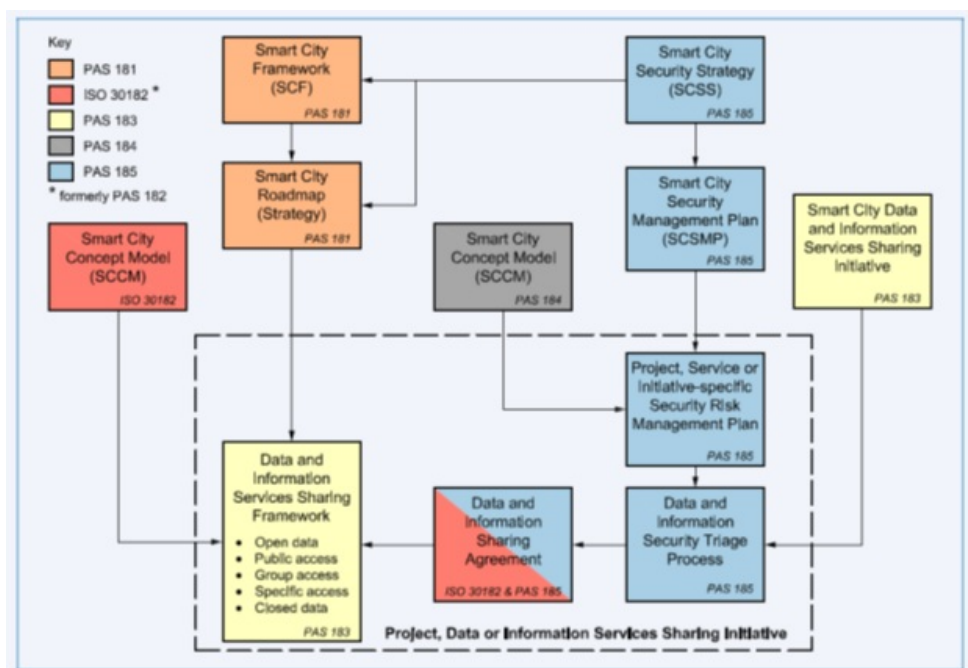 Key
PAS 181
ISO 30182 *
PAS 183
PAS 184
PAS 185
* formerly PAS 182
Smart City
Framework
(SCF)
PAS 181
Smart City
Security Strategy
(SCSS)
PAS 185
Smart City
Roadmap
(Strategy)
PAS 181
Smart City
Security
Management Plan
(SCSMP)
PAS 185
Smart City Data
and Information
Services Sharing
Initiative
PAS 183
Smart City
Concept Model
(SCCM)
ISO 30182
Smart City
Concept Model
(SCCM)
PAS 184
Project, Service or
Initiative-specific
Security Risk
Management Plan
PAS 185
Data and
Information
Services Sharing
Framework
• Open data
• Public access
• Group access
• Specific access
• Closed data
PAS 183
Data and
Information
Sharing
Agreement
ISO 30182 & PAS 185
Data and
Information
Security Triage
Process
PAS 185
Project, Data or Information Services Sharing Initiative